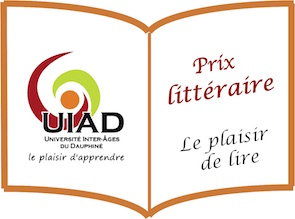 UIAD
Université Inter-Âges
du Dauphiné
le plaisir d'apprendre
Prix
littéraire
Le plaisir
de lire